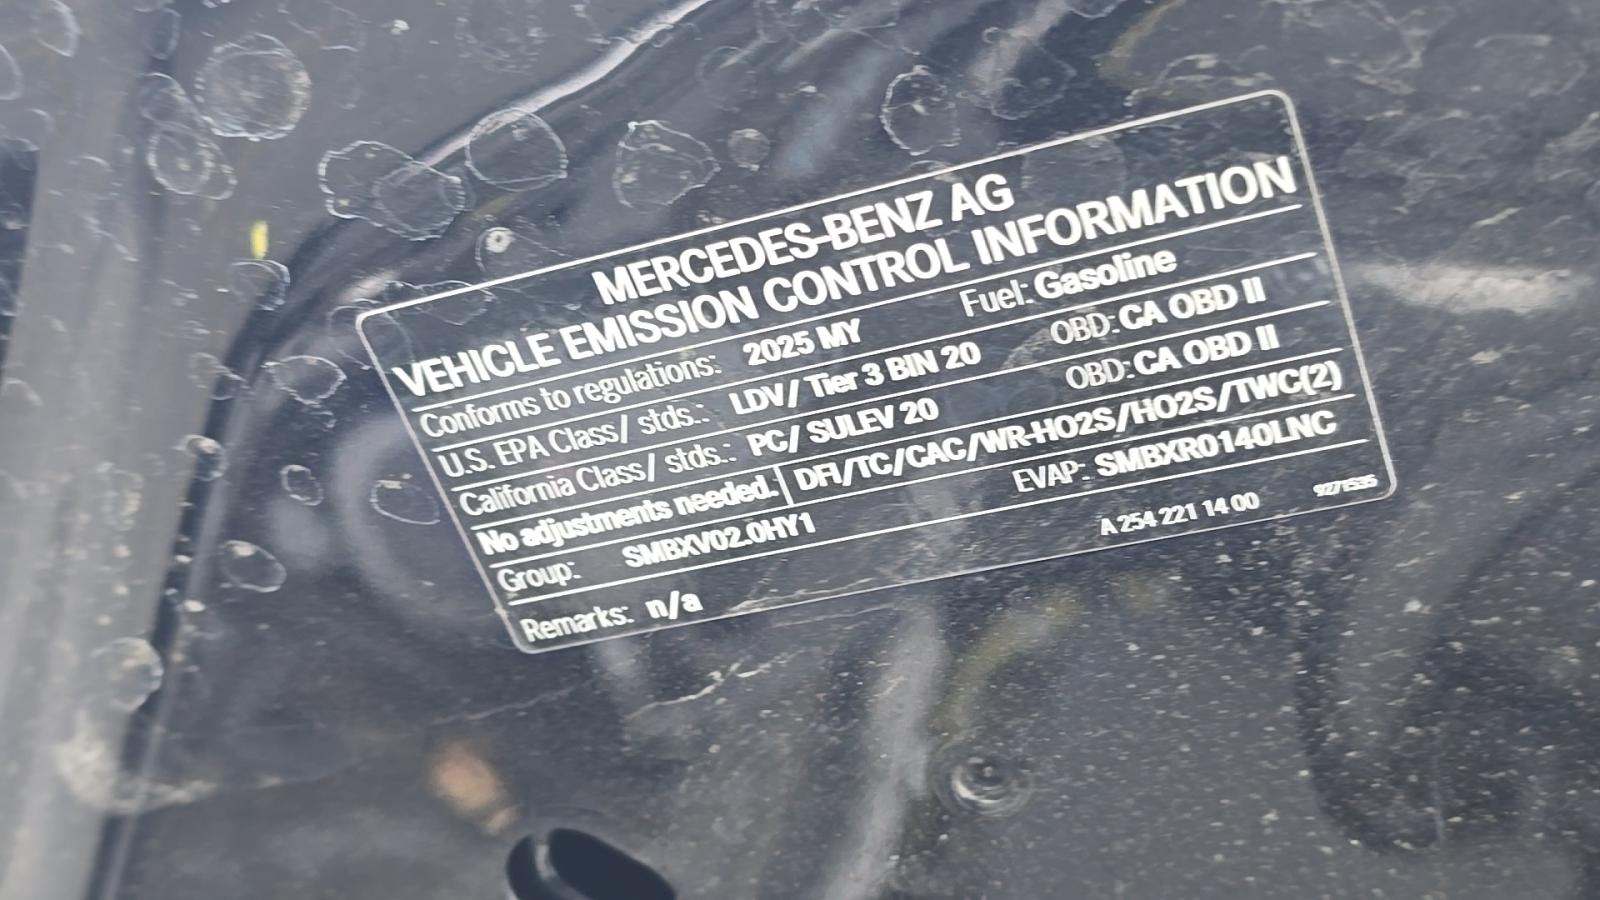 MERCEDES-BENZ AG
VEHICLE EMISSION CONTROL INFORMATION
Conforms to regulations: 2025 MY Fuel: Gasoline
U.S. EPA Class/ stds.: LDV/ Tier 3 BIN 20 OBD: CA OBD II
California Class/ stds.: PC/ SULEV 20 OBD: CA OBD II
No adjustments needed. DFI/TC/CAC/WR-HO2S/HO2S/TWC(2)
Group: SMBXV02.0HY1 EVAP: SMBXR0140LNC
Remarks: n/a A 254 221 14 00